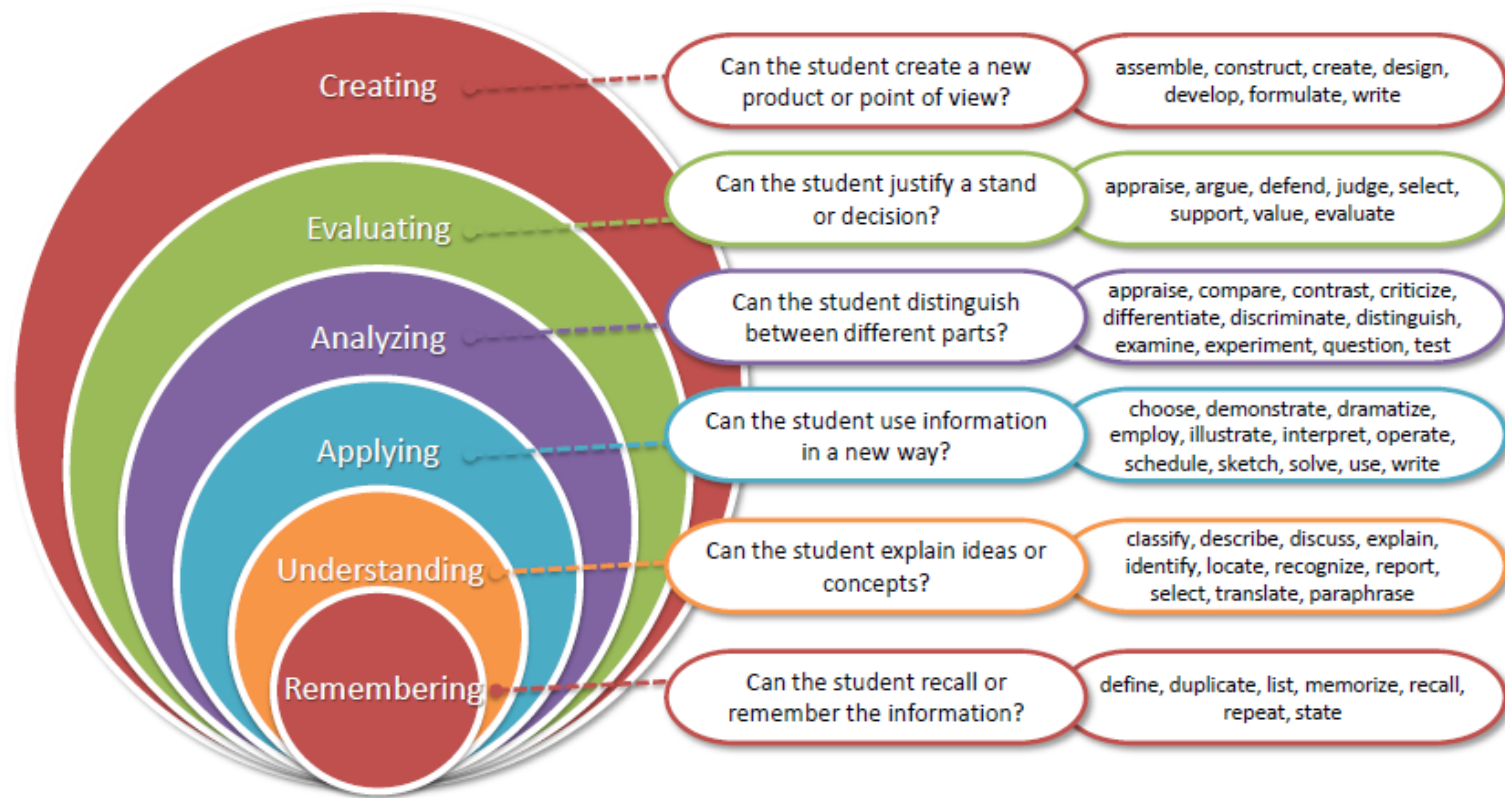 Creating
Can the student create a new
product or point of view?
assemble, construct, create, design,
develop, formulate, write
Evaluating
Can the student justify a stand
or decision?
appraise, argue, defend, judge, select,
support, value, evaluate
Analyzing
Can the student distinguish
between different parts?
appraise, compare, contrast, criticize,
differentiate, discriminate, distinguish,
examine, experiment, question, test
Applying
Can the student use information
in a new way?
choose, demonstrate, dramatize,
employ, illustrate, interpret, operate,
schedule, sketch, solve, use, write
Understanding
Can the student explain ideas or
concepts?
classify, describe, discuss, explain,
identify, locate, recognize, report,
select, translate, paraphrase
Remembering
Can the student recall or
remember the information?
define, duplicate, list, memorize, recall,
repeat, state